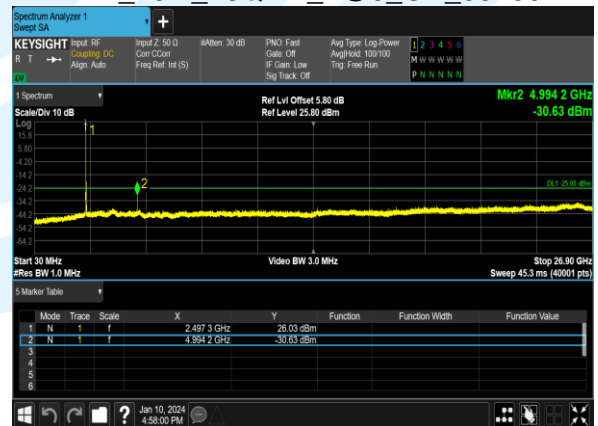 Spectrum Analyzer 1
Swept SA
+
KEYSIGHT
R T
LW
Input: RF
Coupling: DC
Align: Auto
Input Z: 50 Ω
Corr CCorr
Freq Ref: Int (S)
#Atten: 30 dB
PNO: Fast
Gate: Off
IF Gain: Low
Sig Track: Off
Avg Type: Log-Power
Avg|Hold: 100/100
Trig: Free Run
1 2 3 4 5 6
M W W W W W
P N N N N N
1 Spectrum
Scale/Div 10 dB
Ref Lvl Offset 5.80 dB
Ref Level 25.80 dBm
Mkr2 4.994 2 GHz
-30.63 dBm
Log
15.8
5.80
-4.20
-14.2
-24.2
-34.2
-44.2
-54.2
-64.2
1
2
DL1 -25.00 dBm
Start 30 MHz
#Res BW 1.0 MHz
Video BW 3.0 MHz
Stop 26.90 GHz
Sweep 45.3 ms (40001 pts)
5 Marker Table
Mode Trace Scale X Y Function Function Width Function Value
1 N 1 f 2.497 3 GHz 26.03 dBm
2 N 1 f 4.994 2 GHz -30.63 dBm
3
4
5
6
?
Jan 10, 2024
4:58:00 PM